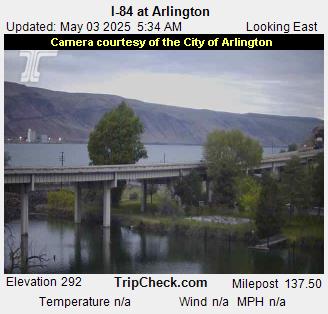 I-84 at Arlington
Updated: May 03 2025 5:34 AM Looking East
Camera courtesy of the City of Arlington
Elevation 292 TripCheck.com Milepost 137.50
Temperature n/a Wind n/a MPH n/a